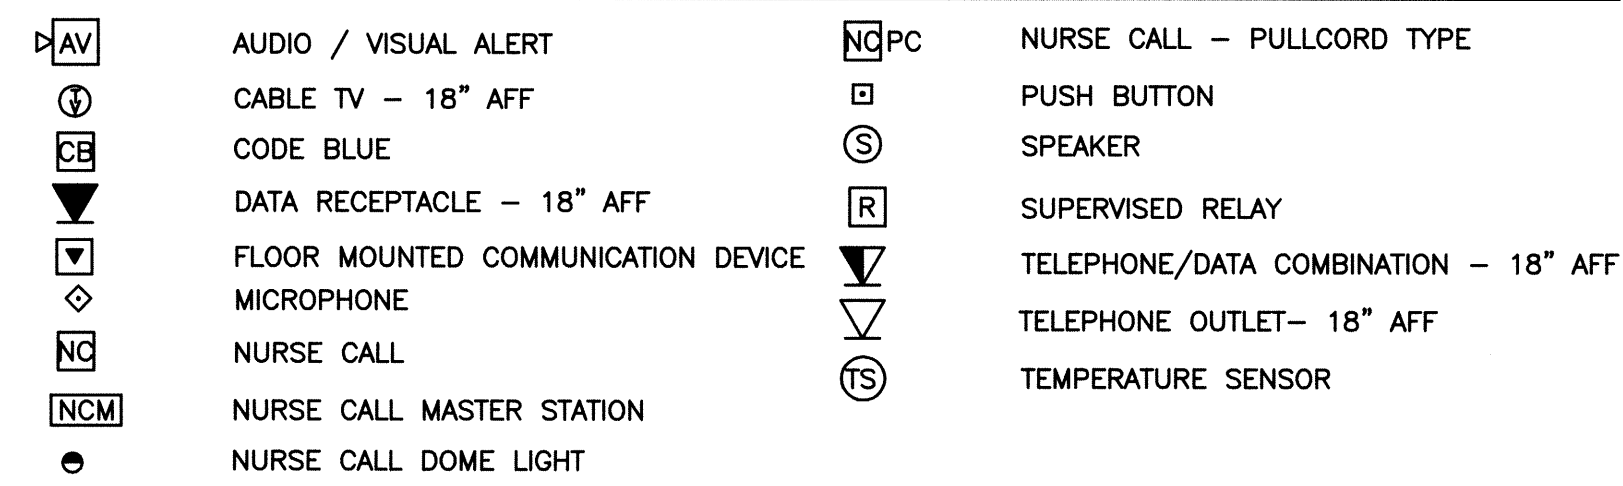 AV AUDIO / VISUAL ALERT
T CABLE TV – 18" AFF
CB CODE BLUE
DATA RECEPTACLE – 18" AFF
FLOOR MOUNTED COMMUNICATION DEVICE
MICROPHONE
NC NURSE CALL
NCM NURSE CALL MASTER STATION
NURSE CALL DOME LIGHT
NC PC NURSE CALL – PULLCORD TYPE
PUSH BUTTON
S SPEAKER
R SUPERVISED RELAY
TELEPHONE/DATA COMBINATION – 18" AFF
TELEPHONE OUTLET– 18" AFF
TS TEMPERATURE SENSOR